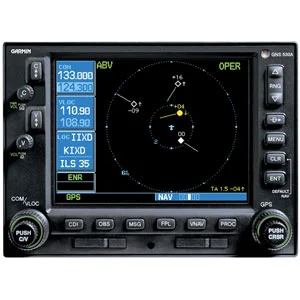 GARMIN
GNS 530A
COM
133.000
124.300
VLOC
110.90
108.90
LOC IIXD
KIXD
ILS 35
ENR
GPS
ABV
OPER
+16
-09
+04
00
TA 1.5 -04↑
NAV
C
V
RNG
D
MENU
CLR
ENT
DEFAULT NAV
COM
/VLOC
PUSH
C/V
CDI
OBS
MSG
FPL
VNAV
PROC
GPS
PUSH
CRSR